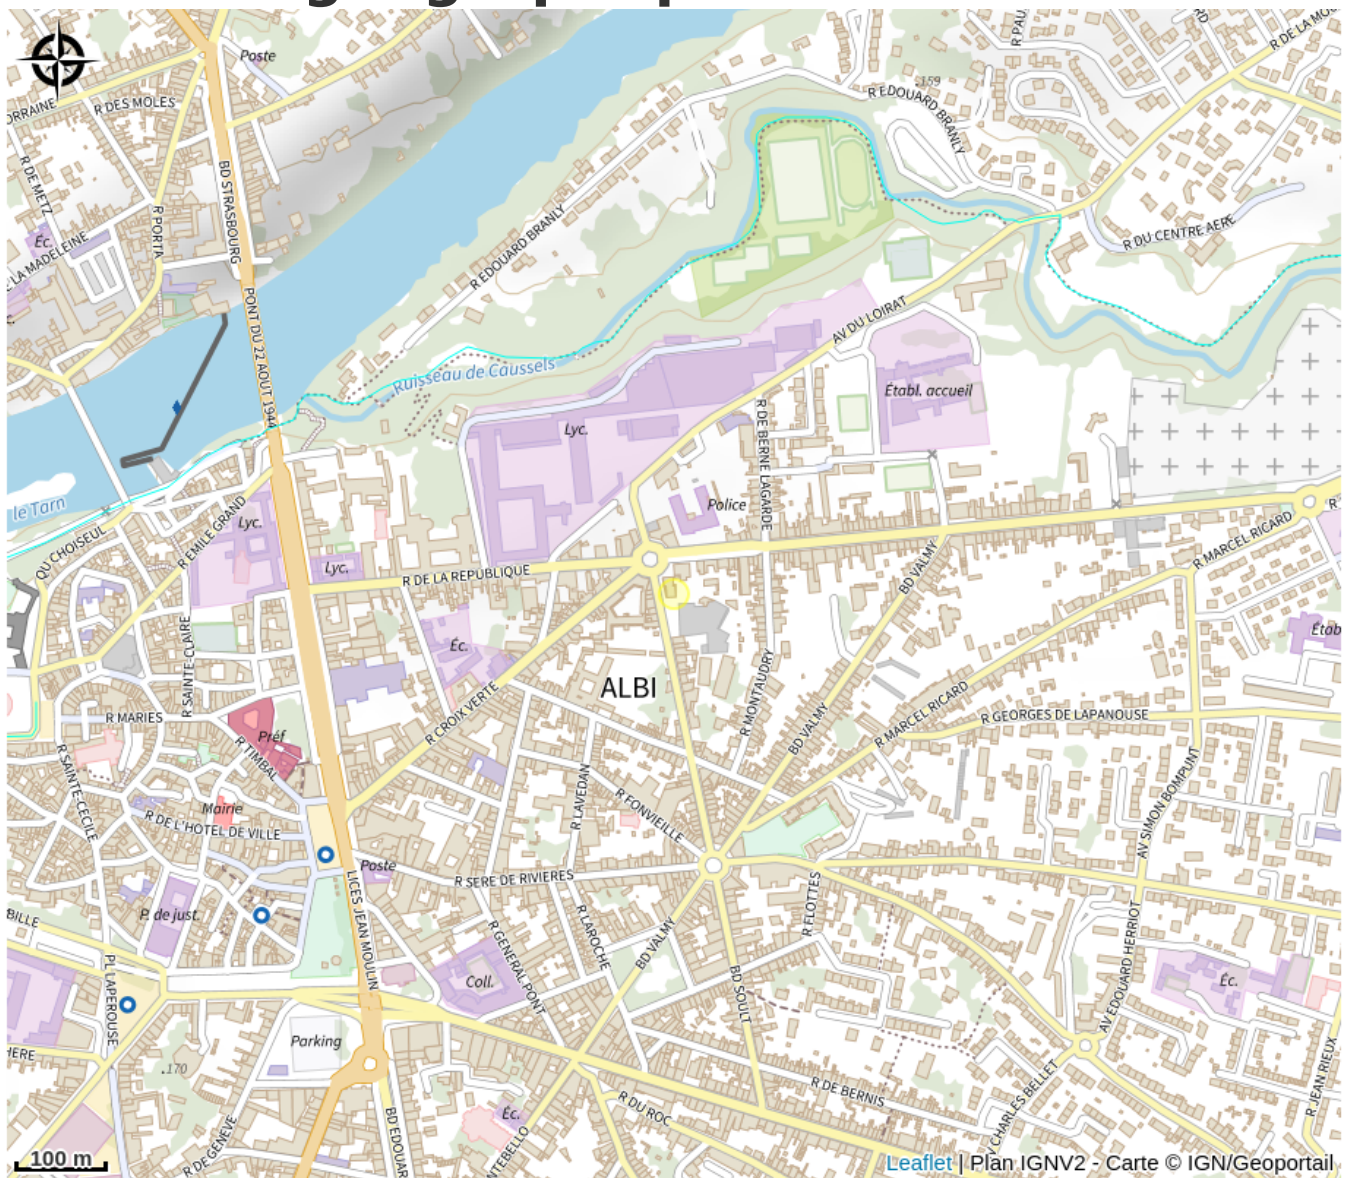 Poste
R DE LA MOU
159
R EDOUARD BRANLY
ORRAINE
R DES MOLES
R DE METZ
BD STRASBOURG
R PORTA
Éc.
E LA MADELEINE
R EDOUARD BRANLY
R DU CENTRE AERE
PONT DU 22 AOUT 1944
AV DU LOIRAT
Ruisseau de Caussels
Établ. accueil
Lyc.
R DE BERNE LAGARDE
Police
le Tarn
QU CHOISEUL
R EMILE GRAND
Lyc.
Lyc.
R DE LA REPUBLIQUE
BD VALMY
R MARCEL RICARD
Étab
R SAINTE-CLAIRE
Éc.
ALBI
R MONTAUDRY
R CROIX VERTE
BD VALMY
R MARCEL RICARD
R GEORGES DE LAPANOUSE
R MARIES
Préf
R TIMBAL
R SAINTE-CECILE
Mairie
R DE L'HOTEL DE VILLE
R LAVEDAN
R FONVIEILLE
AV SIMON BOMPUNT
Poste
R SERE DE RIVIERES
LICES JEAN MOULIN
R FLOTTES
P. de just.
BILLE
R LAROCHE
R GENERAL PONT
BD VALMY
AV EDOUARD HERRIOT
PL LAPEROUSE
Coll.
BD SOULT
Éc.
Parking
170
R DE BERNIS
R DU ROC
Éc.
V CHARLES BELLET
R JEAN RIEUX
R DE GENEVE
BD EDOUAR
NTEBELLO
100 m
Leaflet | Plan IGNV2 - Carte © IGN/Geoportail